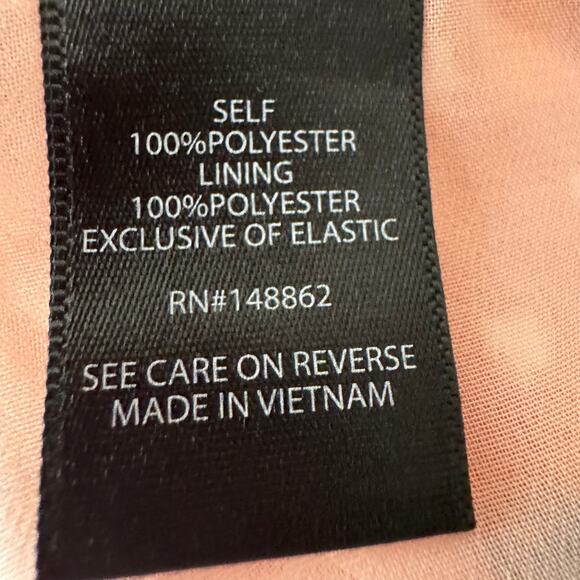 SELF
100%POLYESTER
LINING
100%POLYESTER
EXCLUSIVE OF ELASTIC
RN#148862
SEE CARE ON REVERSE
MADE IN VIETNAM